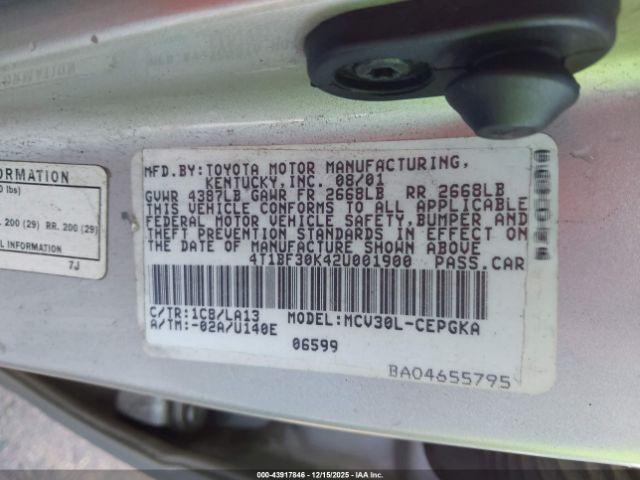 ORMATION
0 lbs)
. 200 (29) RR. 200 (29)
L INFORMATION
7J
MFD.BY:TOYOTA MOTOR MANUFACTURING,
KENTUCKY,INC. 08/01
GVWR 4387LB GAWR FR 2668LB RR 2668LB
THIS VEHICLE CONFORMS TO ALL APPLICABLE
FEDERAL MOTOR VEHICLE SAFETY,BUMPER AND
THEFT PREVENTION STANDARDS IN EFFECT ON
THE DATE OF MANUFACTURE SHOWN ABOVE
4T1BF30K42U001900 PASS.CAR
C/TR:1C8/LA13 MODEL:MCV30L-CEPGKA
A/TM:-02A/U140E
06599
BA04655795
000-43917846 - 12/15/2025 - IAA Inc.